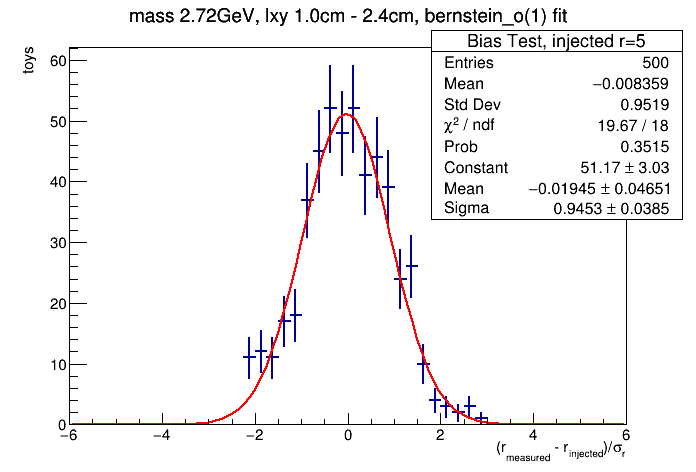 mass 2.72GeV, lxy 1.0cm - 2.4cm, bernstein_o(1) fit
toys
Bias Test, injected r=5
Entries 500
Mean −0.008359
Std Dev 0.9519
χ² / ndf 19.67 / 18
Prob 0.3515
Constant 51.17 ± 3.03
Mean −0.01945 ± 0.04651
Sigma 0.9453 ± 0.0385
60
50
40
30
20
10
0
−6 −4 −2 0 2 4 6
(r_measured - r_injected)/σ_r